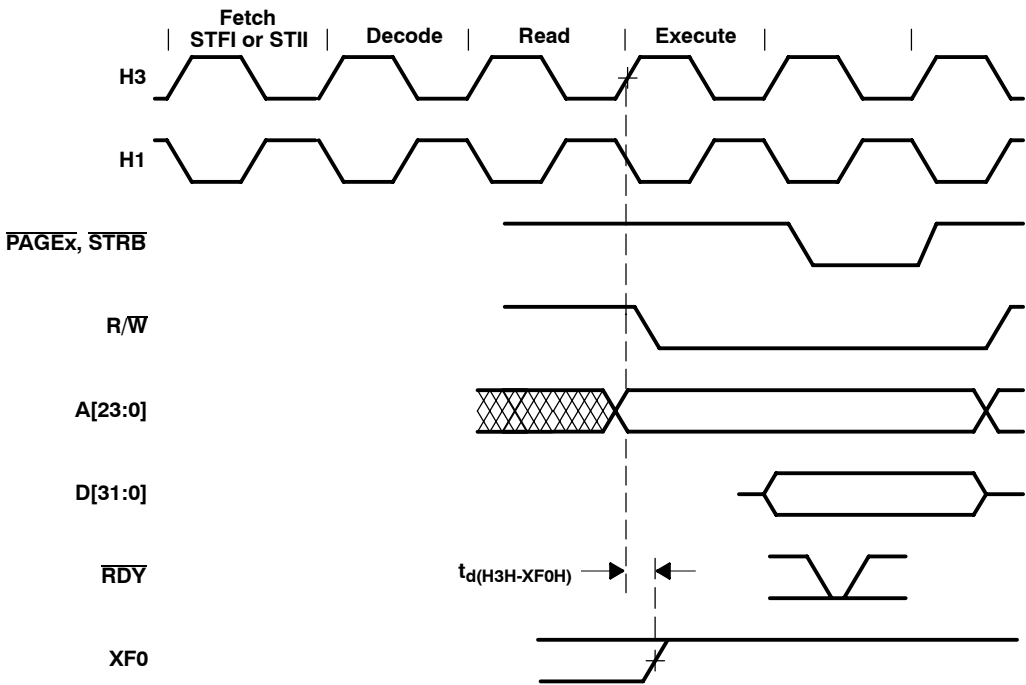 Fetch
STFI or STII
Decode
Read
Execute
H3
H1
PAGEx, STRB
R/W
A[23:0]
D[31:0]
RDY
td(H3H-XF0H)
XF0